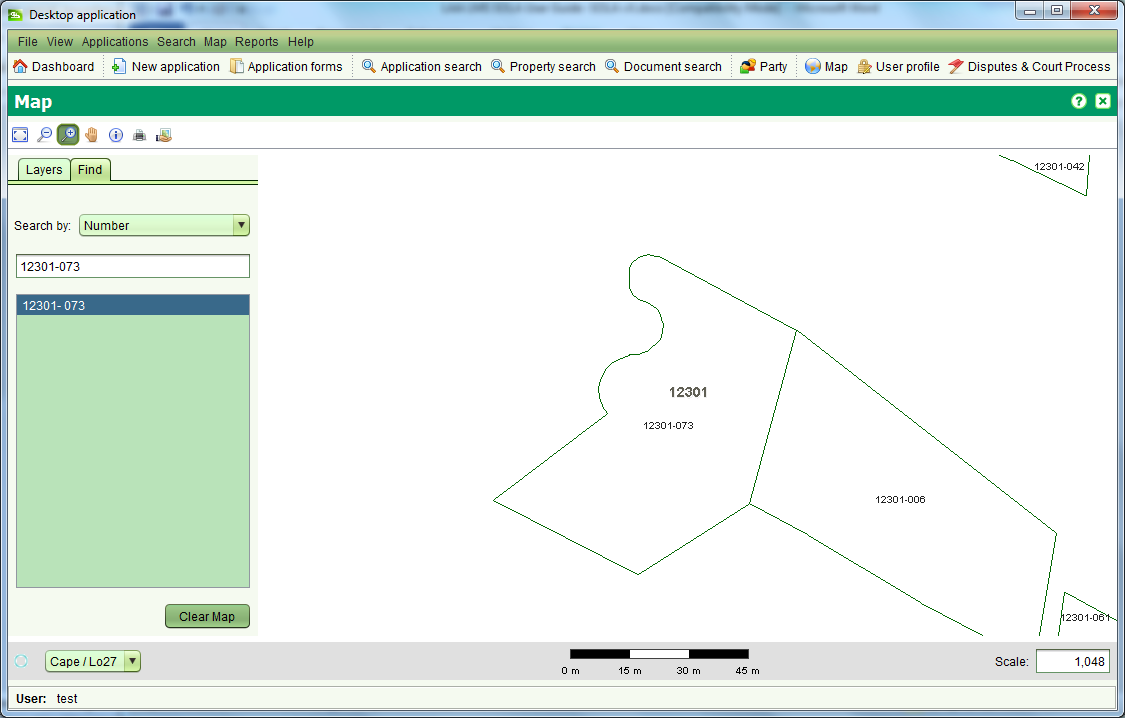 Desktop application
File View Applications Search Map Reports Help
Dashboard New application Application forms Application search Property search Document search Party Map User profile Disputes & Court Process
Map
Layers Find
Search by: Number
12301-073
12301- 073
Clear Map
12301-042
12301
12301-073
12301-006
12301-061
Cape / Lo27
0 m 15 m 30 m 45 m
Scale: 1,048
User: test